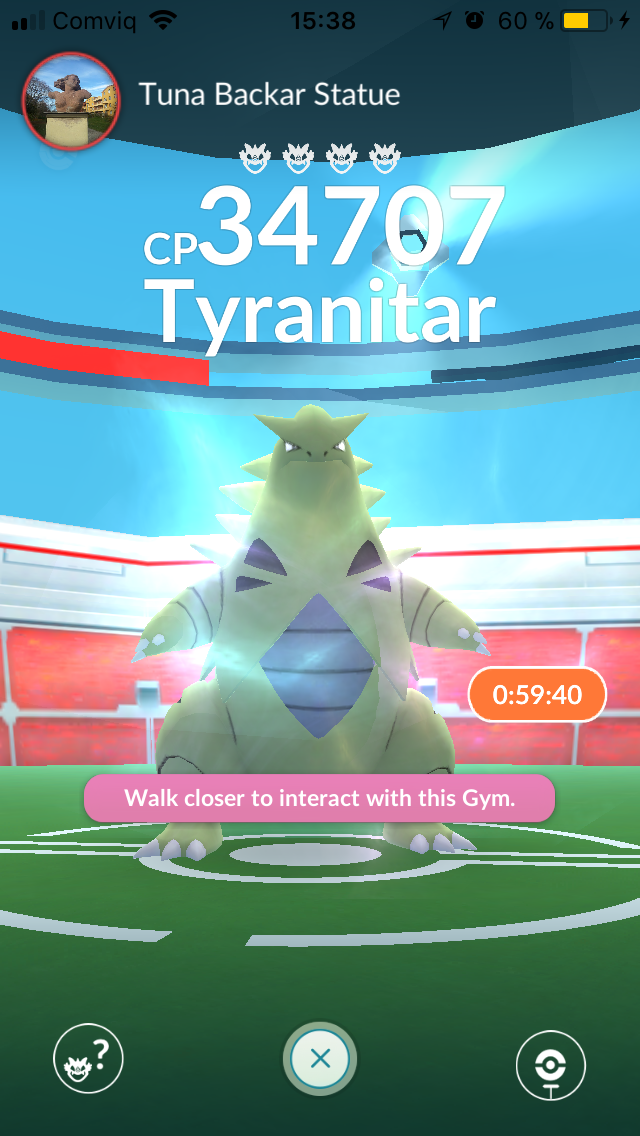 Comviq 15:38 60 %
Tuna Backar Statue
CP34707
Tyranitar
0:59:40
Walk closer to interact with this Gym.
?